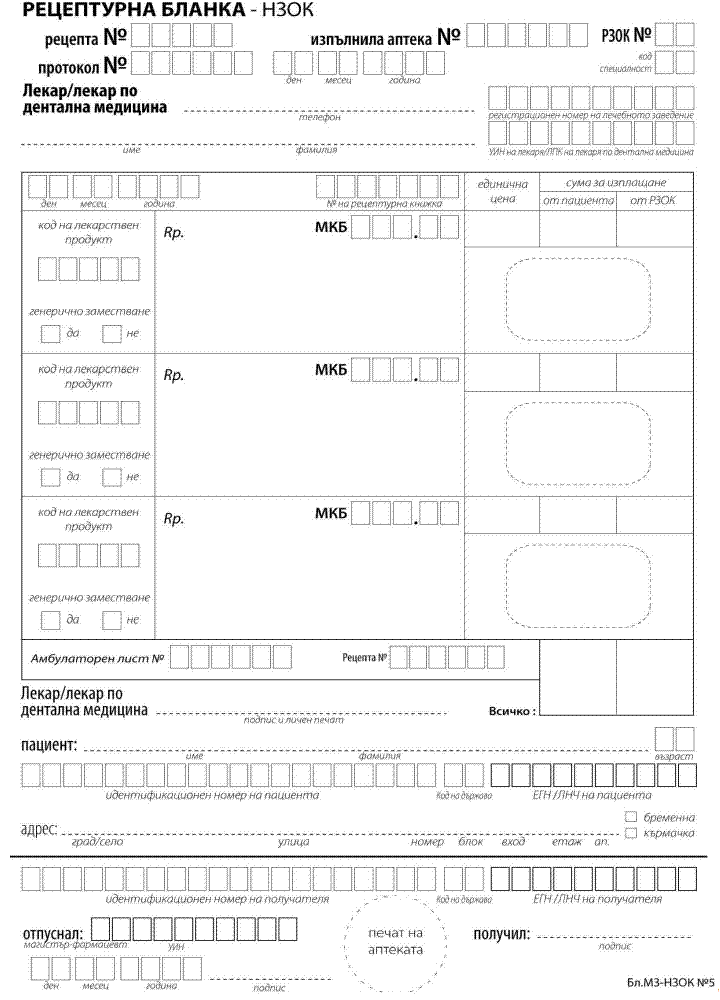 РЕЦЕПТУРНА БЛАНКА - НЗОК
рецепта № изпълнила аптека № РЗОК №
протокол № код
ден месец година специалност
Лекар/лекар по
дентална медицина
телефон регистрационен номер на лечебното заведение
име фамилия УИН на лекаря/ЛПК на лекаря по дентална медицина
единична сума за изплащане
ден месец година № на рецептурна книжка цена от пациента от РЗОК
код на лекарствен Rp. МКБ .
продукт
генерично заместване
да не
код на лекарствен Rp. МКБ .
продукт
генерично заместване
да не
код на лекарствен Rp. МКБ .
продукт
генерично заместване
да не
Амбулаторен лист № Рецепта №
Лекар/лекар по
дентална медицина Всичко :
подпис и личен печат
пациент:
име фамилия възраст
идентификационен номер на пациента Код на държава ЕГН /ЛНЧ на пациента
бременна
адрес: кърмачка
град/село улица номер блок вход етаж ап.
идентификационен номер на получателя Код на държава ЕГН /ЛНЧ на получателя
отпуснал: печат на получил:
магистър-фармацевт УИН аптеката подпис
ден месец година подпис
Бл.МЗ-НЗОК №5